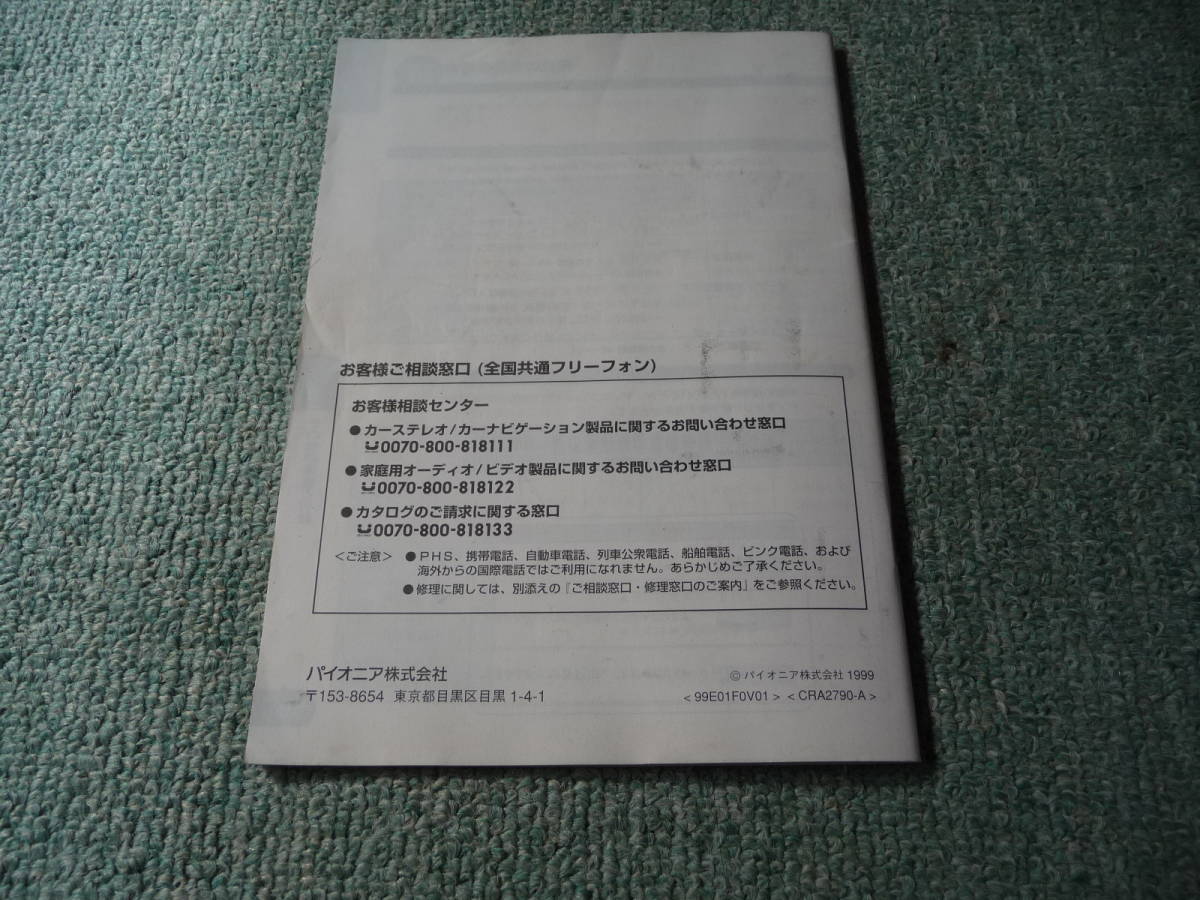 お客様ご相談窓口 (全国共通フリーフォン)
お客様相談センター
●カーステレオ/カーナビゲーション製品に関するお問い合わせ窓口
0070-800-818111
●家庭用オーディオ/ビデオ製品に関するお問い合わせ窓口
0070-800-818122
●カタログのご請求に関する窓口
0070-800-818133
<ご注意> ●PHS、携帯電話、自動車電話、列車公衆電話、船舶電話、ピンク電話、および
海外からの国際電話ではご利用になれません。あらかじめご了承ください。
●修理に関しては、別添えの『ご相談窓口・修理窓口のご案内』をご参照ください。
パイオニア株式会社
〒153-8654 東京都目黒区目黒 1-4-1
© パイオニア株式会社 1999
< 99E01F0V01 > < CRA2790-A >